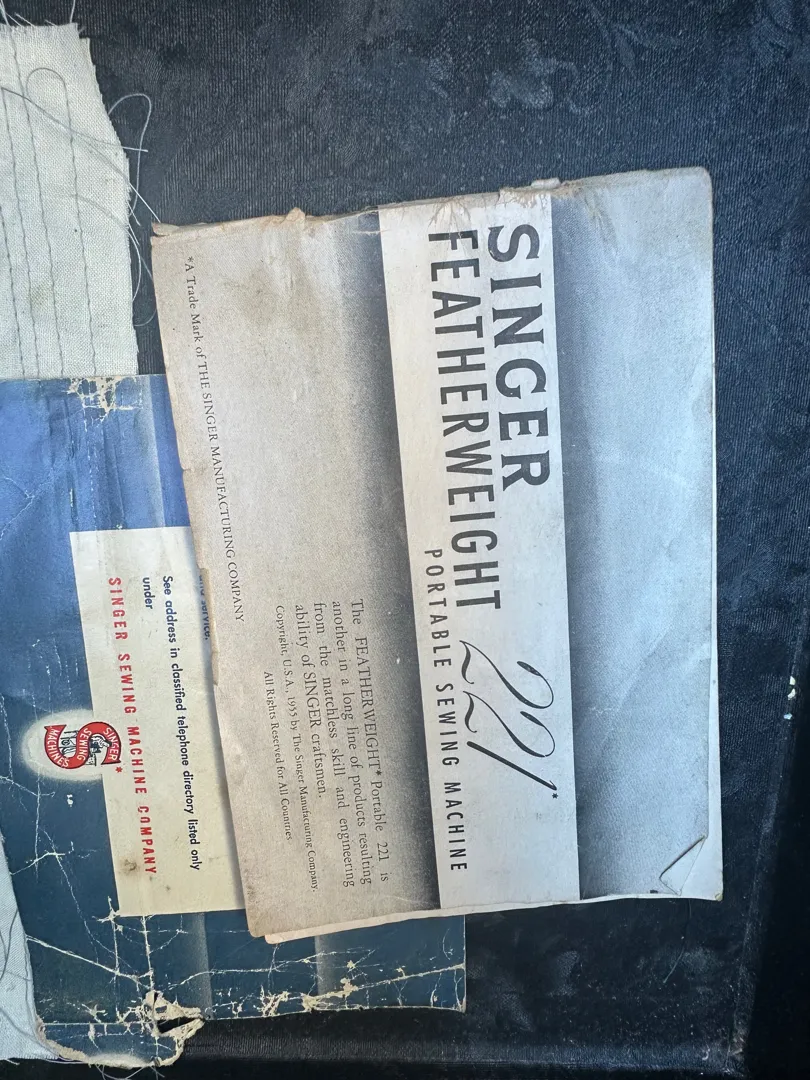 SINGER
FEATHERWEIGHT 221*
PORTABLE SEWING MACHINE
The FEATHERWEIGHT* Portable 221 is
another in a long line of products resulting
from the matchless skill and engineering
ability of SINGER craftsmen.
Copyright, U.S.A., 1955 by The Singer Manufacturing Company.
All Rights Reserved for All Countries
*A Trade Mark of THE SINGER MANUFACTURING COMPANY
and service.
See address in classified telephone directory listed only
under
SINGER SEWING MACHINE COMPANY
*
SINGER
SEWING
MACHINES